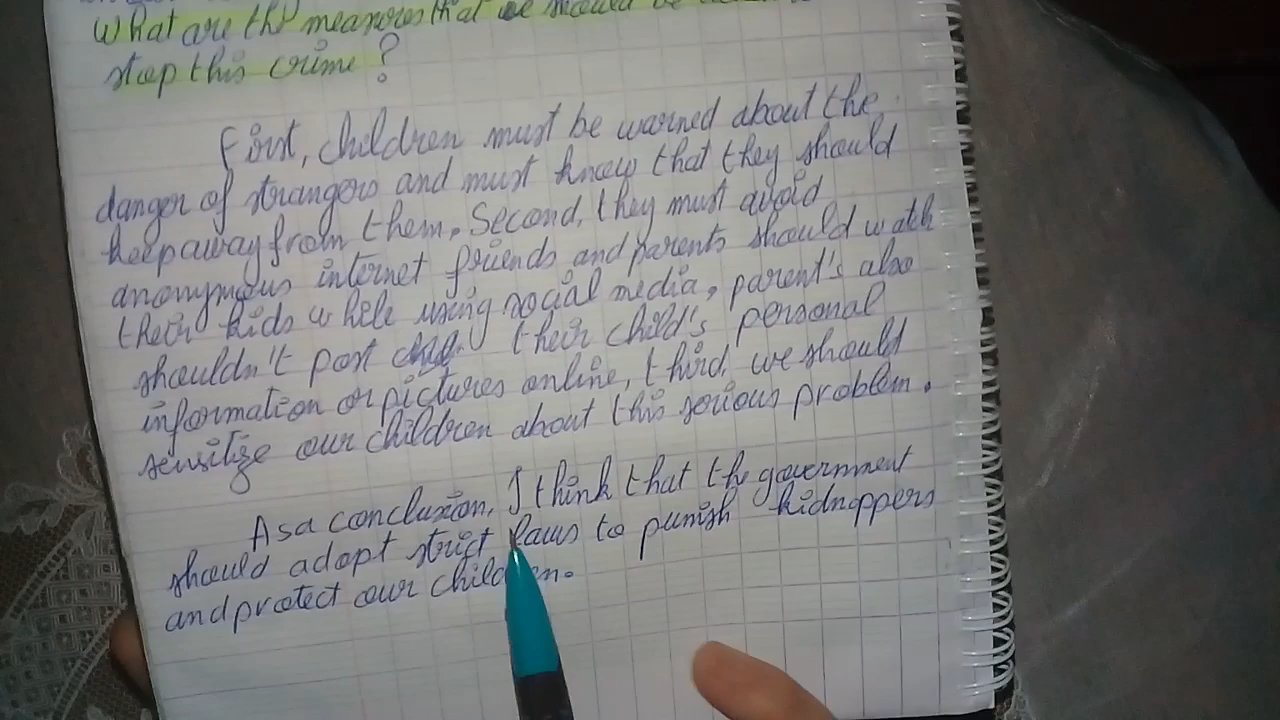 What are the measures that we should be
stop this crime ?
First, children must be warned about the
danger of strangers and must know that they should
keep away from them. Second, they must avoid
anonymous internet friends and parents should watch
their kids while using social media, parent's also
shouldn't post their child's personal
information or pictures online, third, we should
sensitize our children about this serious problem.
As a conclusion, I think that the government
should adopt strict laws to punish kidnappers
and protect our children.